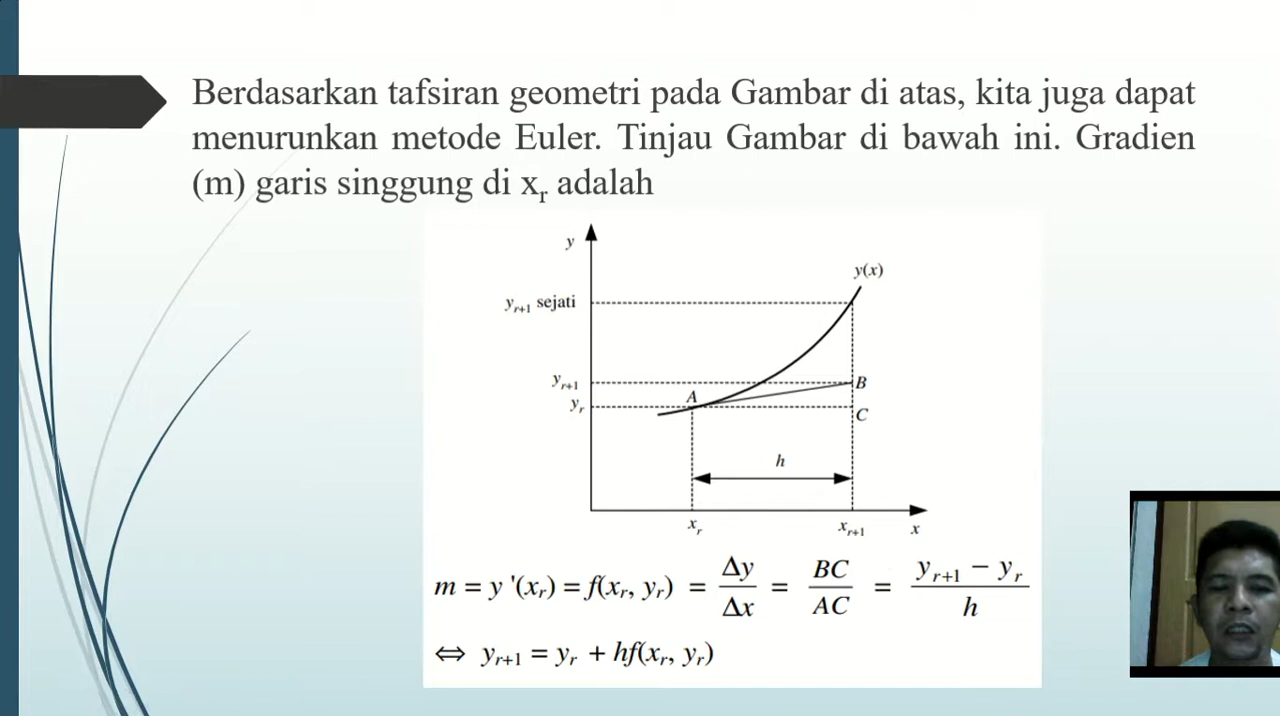 Berdasarkan tafsiran geometri pada Gambar di atas, kita juga dapat
menurunkan metode Euler. Tinjau Gambar di bawah ini. Gradien
(m) garis singgung di xᵣ adalah
y
y(x)
yᵣ₊₁ sejati
yᵣ₊₁
B
A
yᵣ
C
h
xᵣ
xᵣ₊₁
x
m = y '(xᵣ) = f(xᵣ, yᵣ) = Δy/Δx = BC/AC = (yᵣ₊₁ − yᵣ)/h
⇔ yᵣ₊₁ = yᵣ + hf(xᵣ, yᵣ)